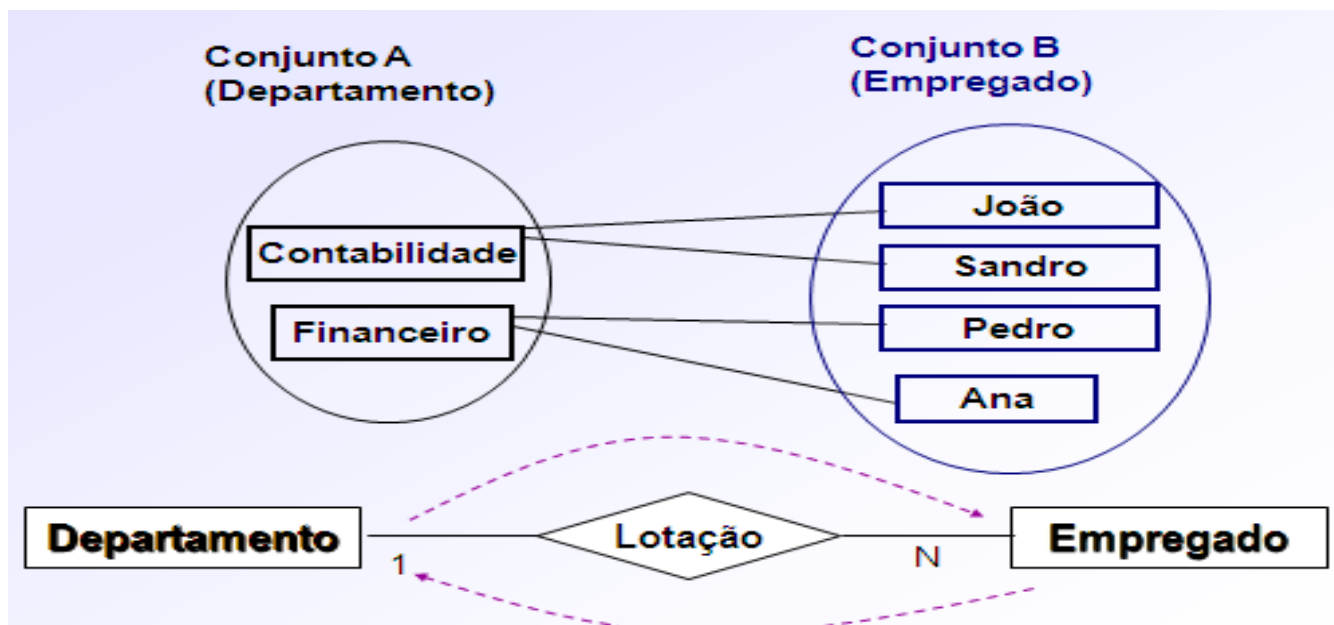 Conjunto A
(Departamento)
Conjunto B
(Empregado)
Contabilidade
Financeiro
João
Sandro
Pedro
Ana
Departamento
1
Lotação
N
Empregado